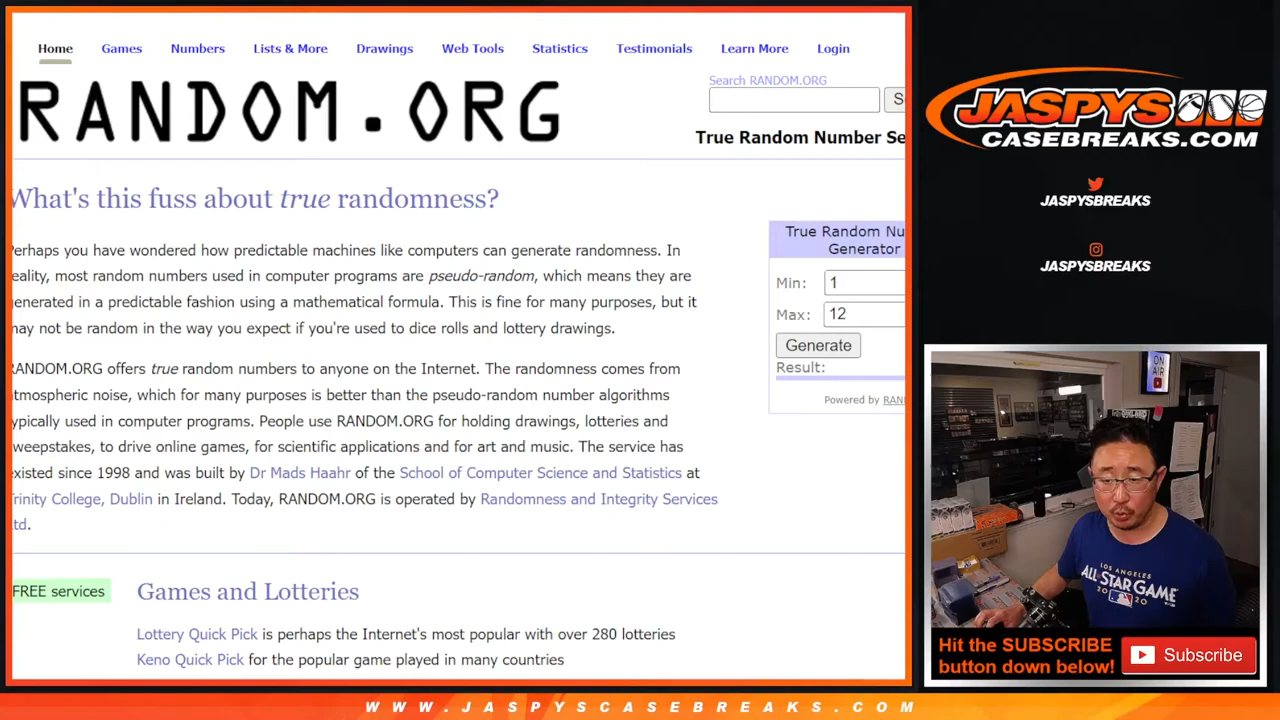 Home Games Numbers Lists & More Drawings Web Tools Statistics Testimonials Learn More Login
RANDOM.ORG
Search RANDOM.ORG
S
True Random Number Se
What's this fuss about true randomness?
Perhaps you have wondered how predictable machines like computers can generate randomness. In
eality, most random numbers used in computer programs are pseudo-random, which means they are
generated in a predictable fashion using a mathematical formula. This is fine for many purposes, but it
may not be random in the way you expect if you're used to dice rolls and lottery drawings.
RANDOM.ORG offers true random numbers to anyone on the Internet. The randomness comes from
atmospheric noise, which for many purposes is better than the pseudo-random number algorithms
typically used in computer programs. People use RANDOM.ORG for holding drawings, lotteries and
sweepstakes, to drive online games, for scientific applications and for art and music. The service has
existed since 1998 and was built by Dr Mads Haahr of the School of Computer Science and Statistics at
Trinity College, Dublin in Ireland. Today, RANDOM.ORG is operated by Randomness and Integrity Services
td.
True Random Nu
Generator
Min: 1
Max: 12
Generate
Result:
Powered by RAN
FREE services
Games and Lotteries
Lottery Quick Pick is perhaps the Internet's most popular with over 280 lotteries
Keno Quick Pick for the popular game played in many countries
JASPYS
CASEBREAKS.COM
JASPYSBREAKS
JASPYSBREAKS
ON
AIR
LOS ANGELES
ALL STAR GAME
2020
Hit the SUBSCRIBE
button down below!
Subscribe
WWW.JASPYSCASEBREAKS.COM